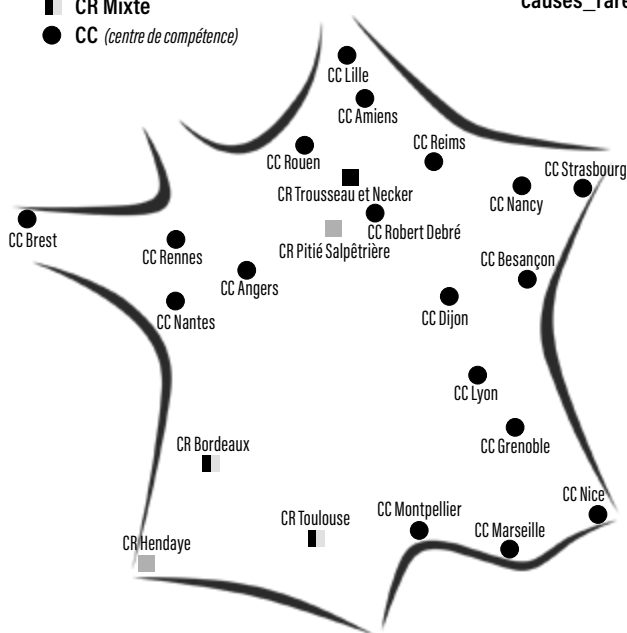 CR Mixte
CC (centre de compétence)
CC Lille
CC Amiens
CC Rouen
CC Reims
CR Trousseau et Necker
CC Strasbourg
CC Nancy
CC Brest
CC Robert Debré
CC Rennes
CR Pitié Salpêtrière
CC Besançon
CC Angers
CC Nantes
CC Dijon
CC Lyon
CC Grenoble
CR Bordeaux
CC Nice
CC Montpellier
CR Toulouse
CC Marseille
CR Hendaye